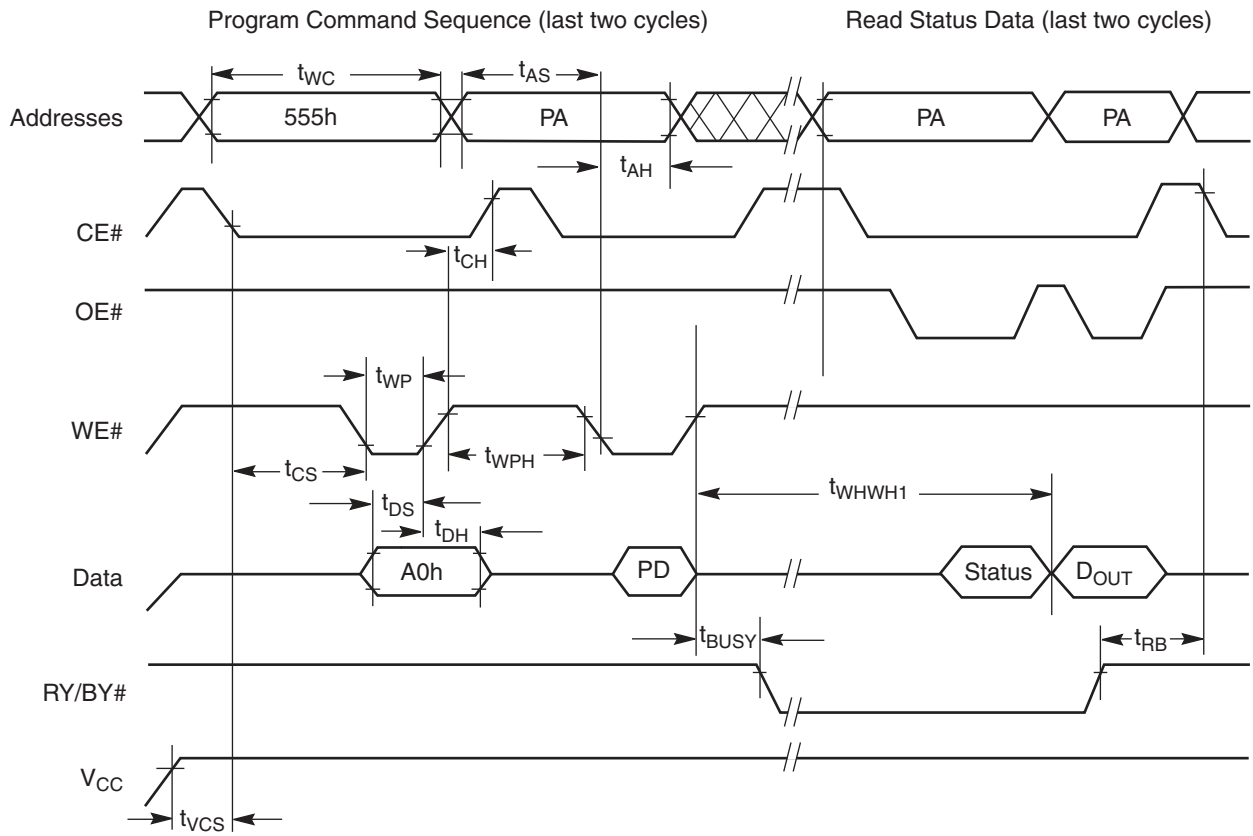 Program Command Sequence (last two cycles)
Read Status Data (last two cycles)
tWC
tAS
Addresses
555h
PA
PA
PA
tAH
CE#
tCH
OE#
tWP
WE#
tWPH
tCS
tWHWH1
tDS
tDH
Data
A0h
PD
Status
DOUT
tBUSY
tRB
RY/BY#
VCC
tVCS